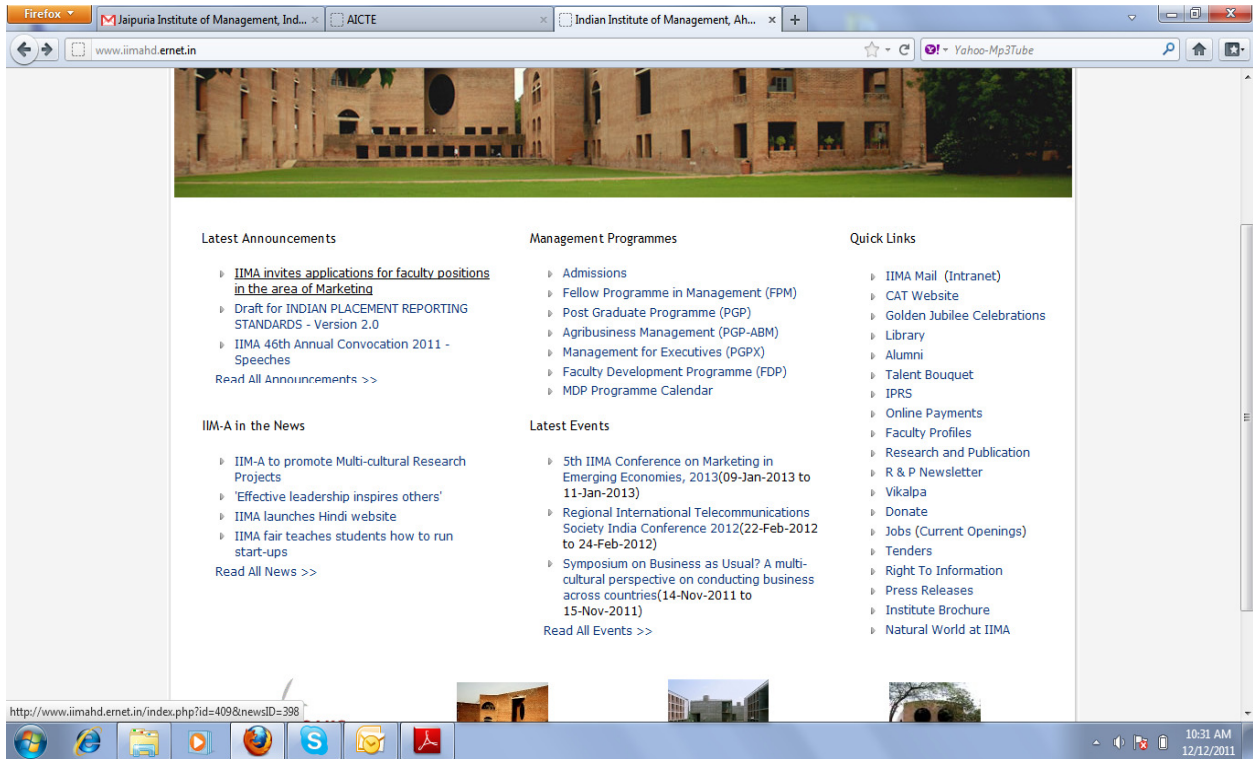 Firefox
Jaipuria Institute of Management, Ind...
AICTE
Indian Institute of Management, Ah...
www.iimahd.ernet.in
Yahoo-Mp3Tube
Latest Announcements
IIMA invites applications for faculty positions
in the area of Marketing
Draft for INDIAN PLACEMENT REPORTING
STANDARDS - Version 2.0
IIMA 46th Annual Convocation 2011 -
Speeches
Read All Announcements >>
IIM-A in the News
IIM-A to promote Multi-cultural Research
Projects
'Effective leadership inspires others'
IIMA launches Hindi website
IIMA fair teaches students how to run
start-ups
Read All News >>
Management Programmes
Admissions
Fellow Programme in Management (FPM)
Post Graduate Programme (PGP)
Agribusiness Management (PGP-ABM)
Management for Executives (PGPX)
Faculty Development Programme (FDP)
MDP Programme Calendar
Latest Events
5th IIMA Conference on Marketing in
Emerging Economies, 2013(09-Jan-2013 to
11-Jan-2013)
Regional International Telecommunications
Society India Conference 2012(22-Feb-2012
to 24-Feb-2012)
Symposium on Business as Usual? A multi-
cultural perspective on conducting business
across countries(14-Nov-2011 to
15-Nov-2011)
Read All Events >>
Quick Links
IIMA Mail (Intranet)
CAT Website
Golden Jubilee Celebrations
Library
Alumni
Talent Bouquet
IPRS
Online Payments
Faculty Profiles
Research and Publication
R & P Newsletter
Vikalpa
Donate
Jobs (Current Openings)
Tenders
Right To Information
Press Releases
Institute Brochure
Natural World at IIMA
http://www.iimahd.ernet.in/index.php?id=409&newsID=398
10:31 AM
12/12/2011